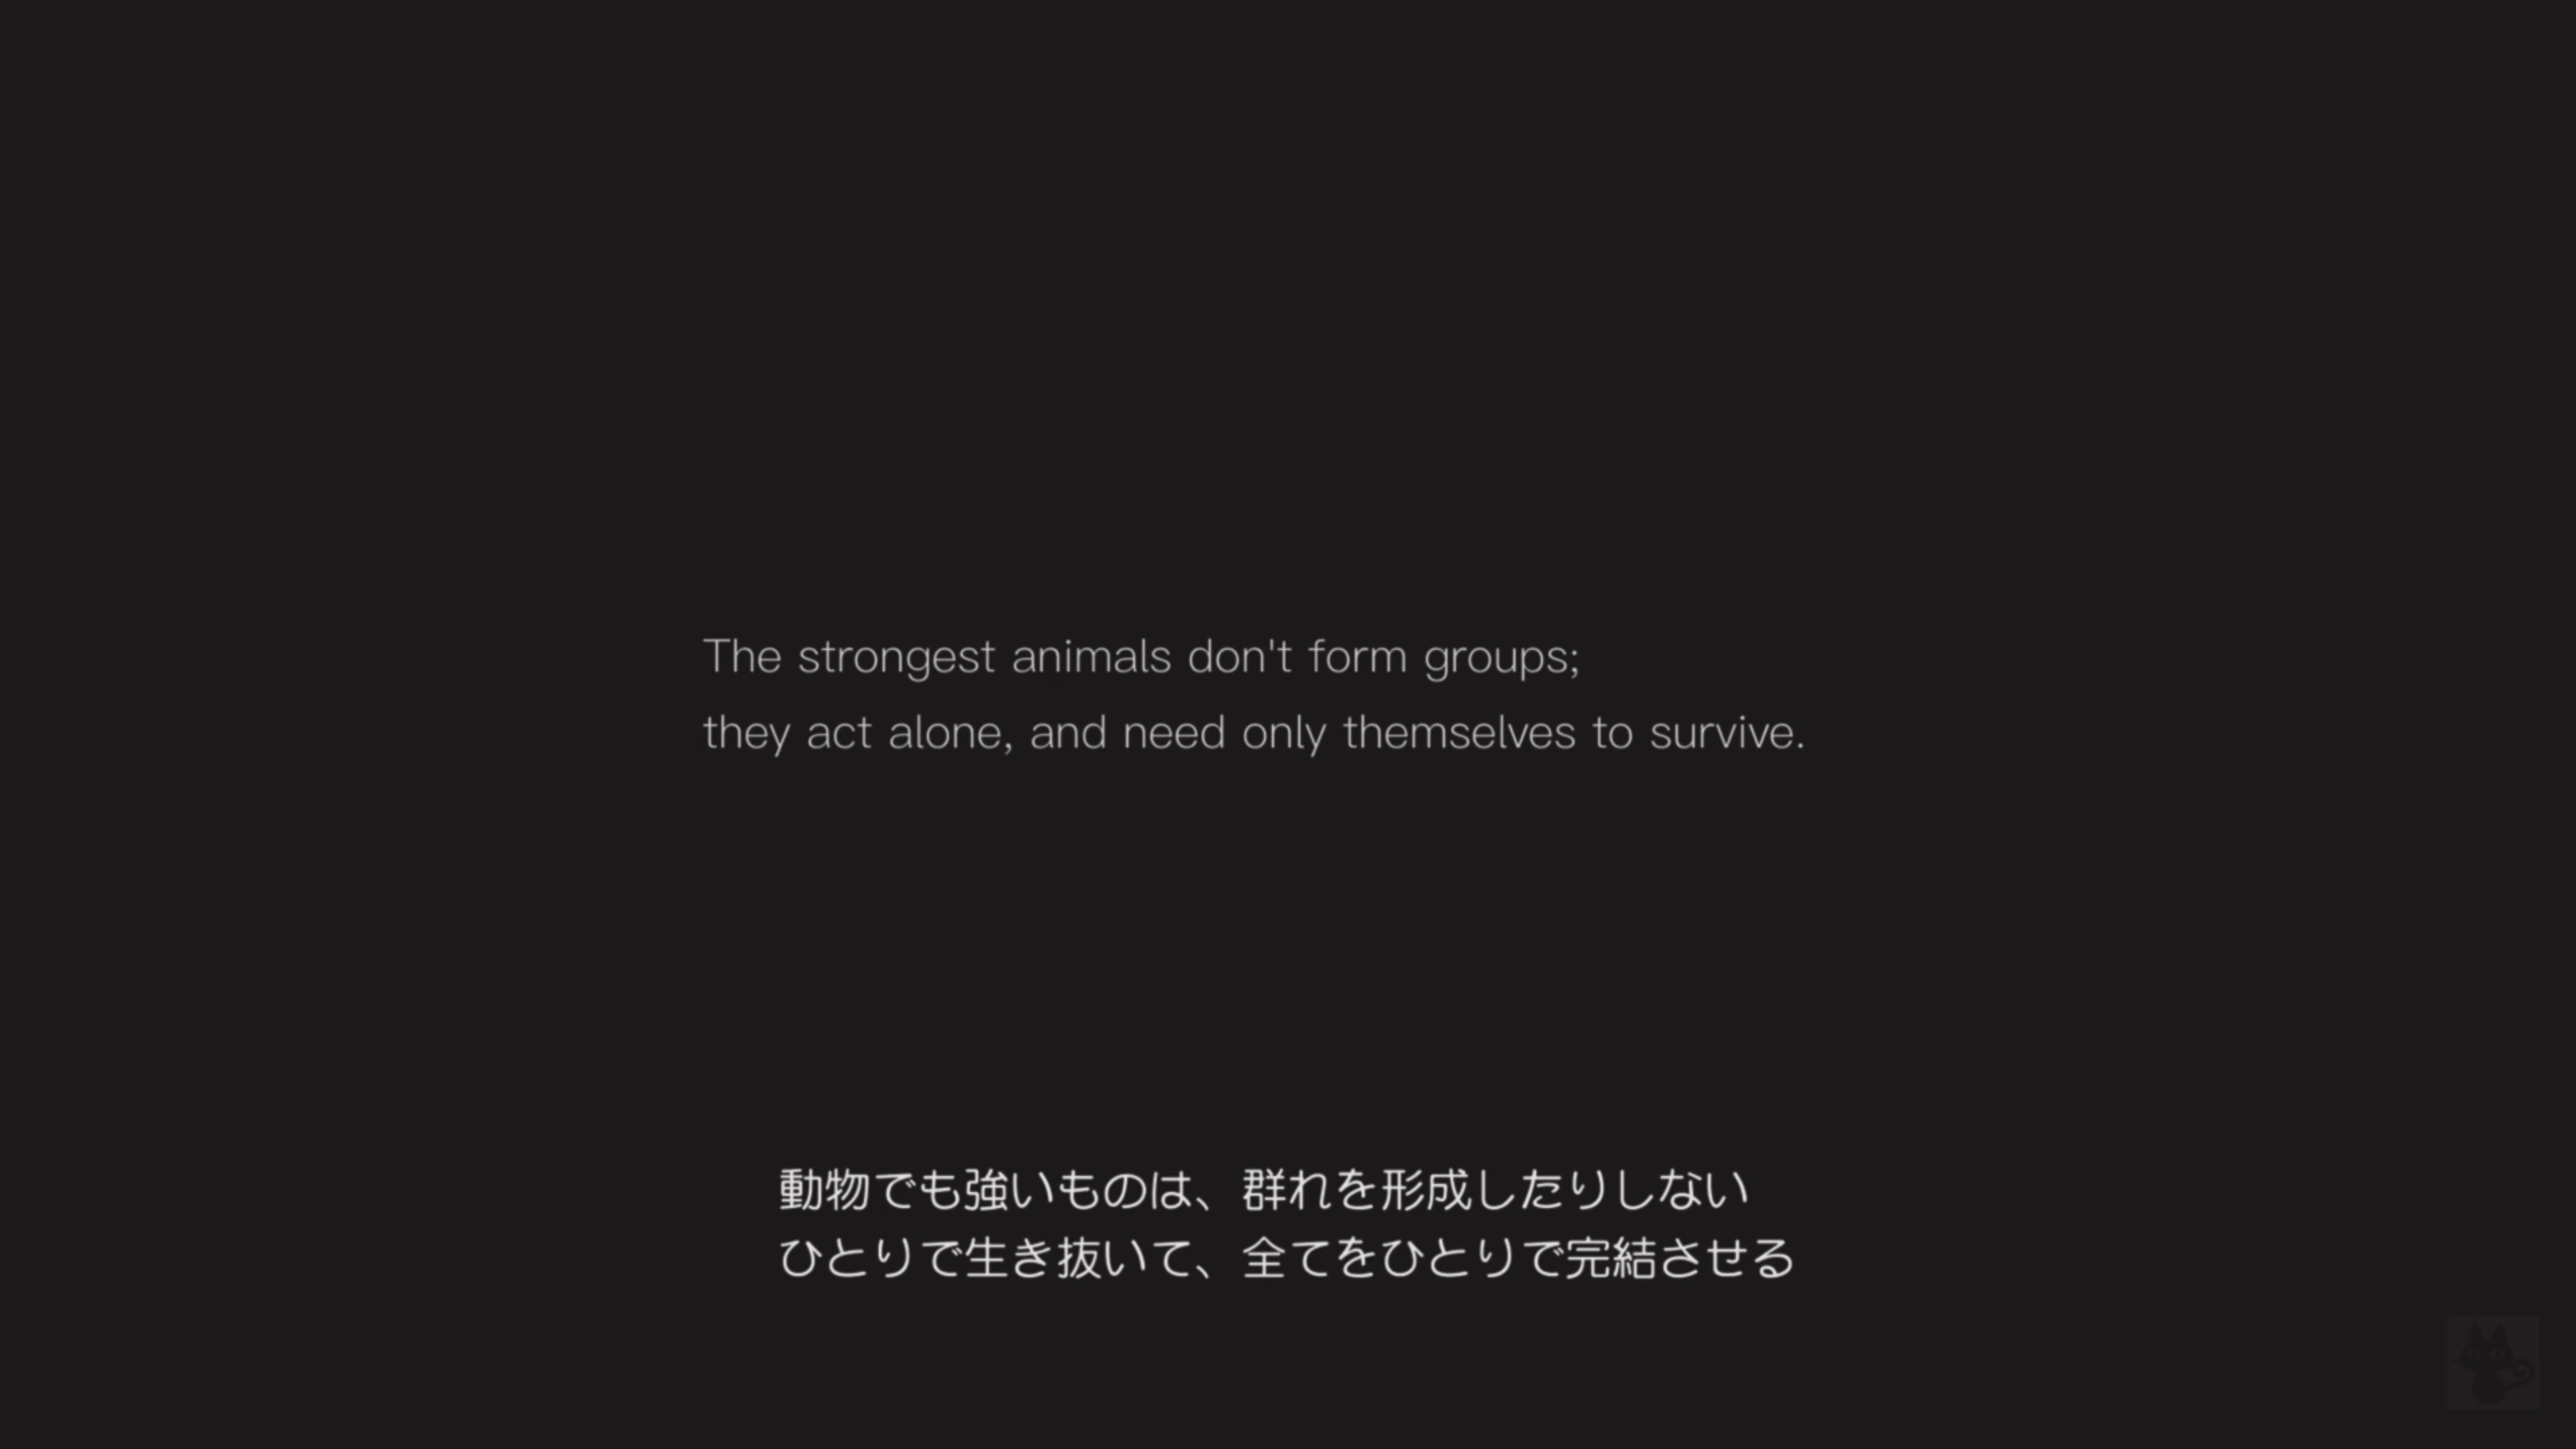 The strongest animals don't form groups;
they act alone, and need only themselves to survive.
動物でも強いものは、群れを形成したりしない
ひとりで生き抜いて、全てをひとりで完結させる